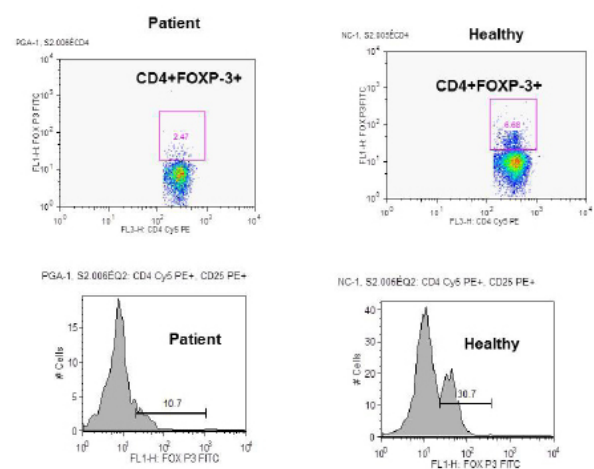 Patient
PGA-1, S2.006ECD4
CD4+FOXP-3+
2.47
FL1-H: FOX P3 FITC
10⁴
10³
10²
10¹
10⁰
10⁰ 10¹ 10² 10³ 10⁴
FL3-H: CD4 Cy5 PE
Healthy
NC-1, S2.005ECD4
CD4+FOXP-3+
6.68
FL1-H: FOX P3 FITC
10⁴
10³
10²
10¹
10⁰
10⁰ 10¹ 10² 10³ 10⁴
FL3-H: CD4 Cy5 PE
PGA-1, S2.006ÉQ2: CD4 Cy5 PE+, CD25 PE+
Patient
10.7
# Cells
15
10
5
0
10⁰ 10¹ 10² 10³ 10⁴
FL1-H: FOX P3 FITC
NC-1, S2.005ÉQ2: CD4 Cy5 PE+, CD25 PE+
Healthy
30.7
# Cells
40
30
20
10
0
10⁰ 10¹ 10² 10³ 10⁴
FL1-H: FOX P3 FITC